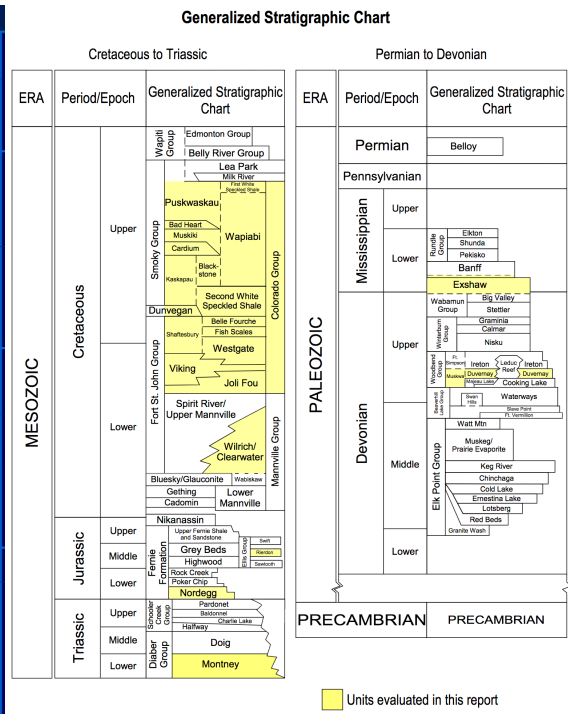 Generalized Stratigraphic Chart
Cretaceous to Triassic
Permian to Devonian
ERA
Period/Epoch
Generalized Stratigraphic
Chart
MESOZOIC
Cretaceous
Upper
Lower
Wapiti
Group
Edmonton Group
Belly River Group
Lea Park
Milk River
First White
Speckled Shale
Smoky Group
Puskwaskau
Bad Heart
Muskiki
Cardium
Kaskapau
Black-
stone
Wapiabi
Colorado Group
Second White
Speckled Shale
Dunvegan
Fort St. John Group
Shaftesbury
Belle Fourche
Fish Scales
Westgate
Viking
Joli Fou
Spirit River/
Upper Mannville
Wilrich/
Clearwater
Mannville Group
Bluesky/Glauconite
Wabiskaw
Gething
Cadomin
Lower
Mannville
Jurassic
Upper
Middle
Lower
Nikanassin
Fernie
Formation
Upper Fernie Shale
and Sandstone
Grey Beds
Highwood
Rock Creek
Poker Chip
Nordegg
Ellis Group
Swift
Rierdon
Sawtooth
Triassic
Upper
Middle
Lower
Schooler
Creek
Group
Pardonet
Baldonnel
Charlie Lake
Halfway
Diaber
Group
Doig
Montney
ERA
Period/Epoch
Generalized Stratigraphic
Chart
PALEOZOIC
Permian
Belloy
Pennsylvanian
Mississippian
Upper
Lower
Rundle
Group
Elkton
Shunda
Pekisko
Banff
Exshaw
Devonian
Upper
Middle
Lower
Wabamun
Group
Big Valley
Stettler
Winterburn
Group
Graminia
Calmar
Nisku
Woodbend
Group
Ft.
Simpson
Muskwa
Ireton
Duvernay
Majeau Lake
Leduc
Reef
Ireton
Duvernay
Cooking Lake
Beaverhill
Lake Group
Swan
Hills
Waterways
Slave Point
Ft. Vermillion
Elk Point Group
Watt Mtn
Muskeg/
Prairie Evaporite
Keg River
Chinchaga
Cold Lake
Ernestina Lake
Lotsberg
Red Beds
Granite Wash
PRECAMBRIAN
PRECAMBRIAN
Units evaluated in this report